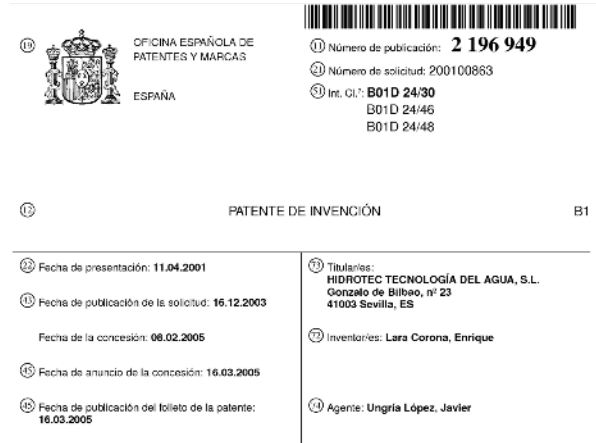 (19)
OFICINA ESPAÑOLA DE
PATENTES Y MARCAS
ESPAÑA
(11) Número de publicación: 2 196 949
(21) Número de solicitud: 200100863
(51) Int. Cl.⁷: B01D 24/30
B01D 24/46
B01D 24/48
(12) PATENTE DE INVENCIÓN B1
(22) Fecha de presentación: 11.04.2001
(43) Fecha de publicación de la solicitud: 16.12.2003
Fecha de la concesión: 08.02.2005
(45) Fecha de anuncio de la concesión: 16.03.2005
(45) Fecha de publicación del folleto de la patente:
16.03.2005
(73) Titular/es:
HIDROTEC TECNOLOGÍA DEL AGUA, S.L.
Gonzalo de Bilbao, nº 23
41003 Sevilla, ES
(72) Inventor/es: Lara Corona, Enrique
(74) Agente: Ungría López, Javier